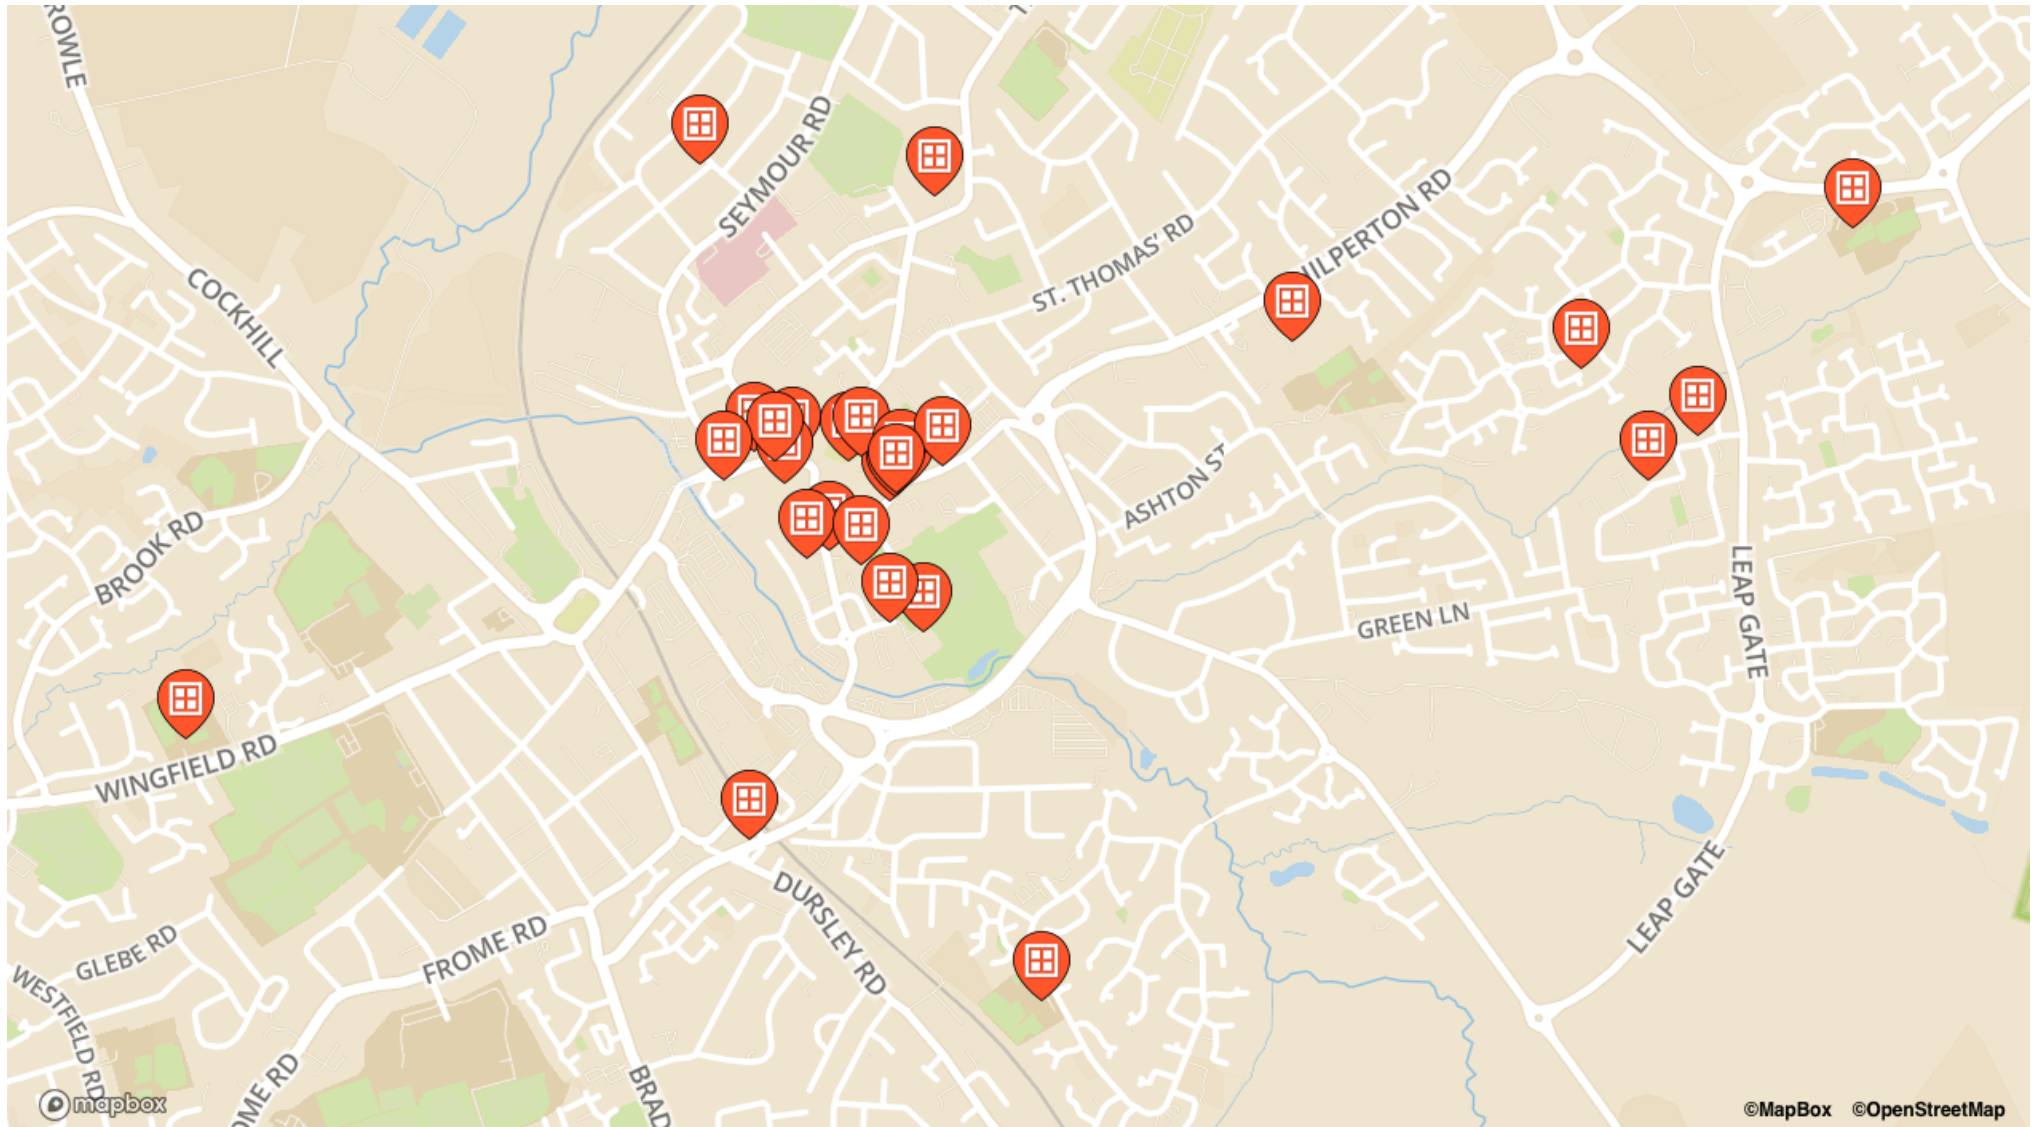 ROWLE
SEYMOUR RD
HILPERTON RD
ST. THOMAS' RD
COCKHILL
ASHTON ST
BROOK RD
LEAP GATE
GREEN LN
WINGFIELD RD
DURSLEY RD
LEAP GATE
GLEBE RD
FROME RD
WESTFIELD RD
OME RD
BRAD
mapbox
©MapBox ©OpenStreetMap